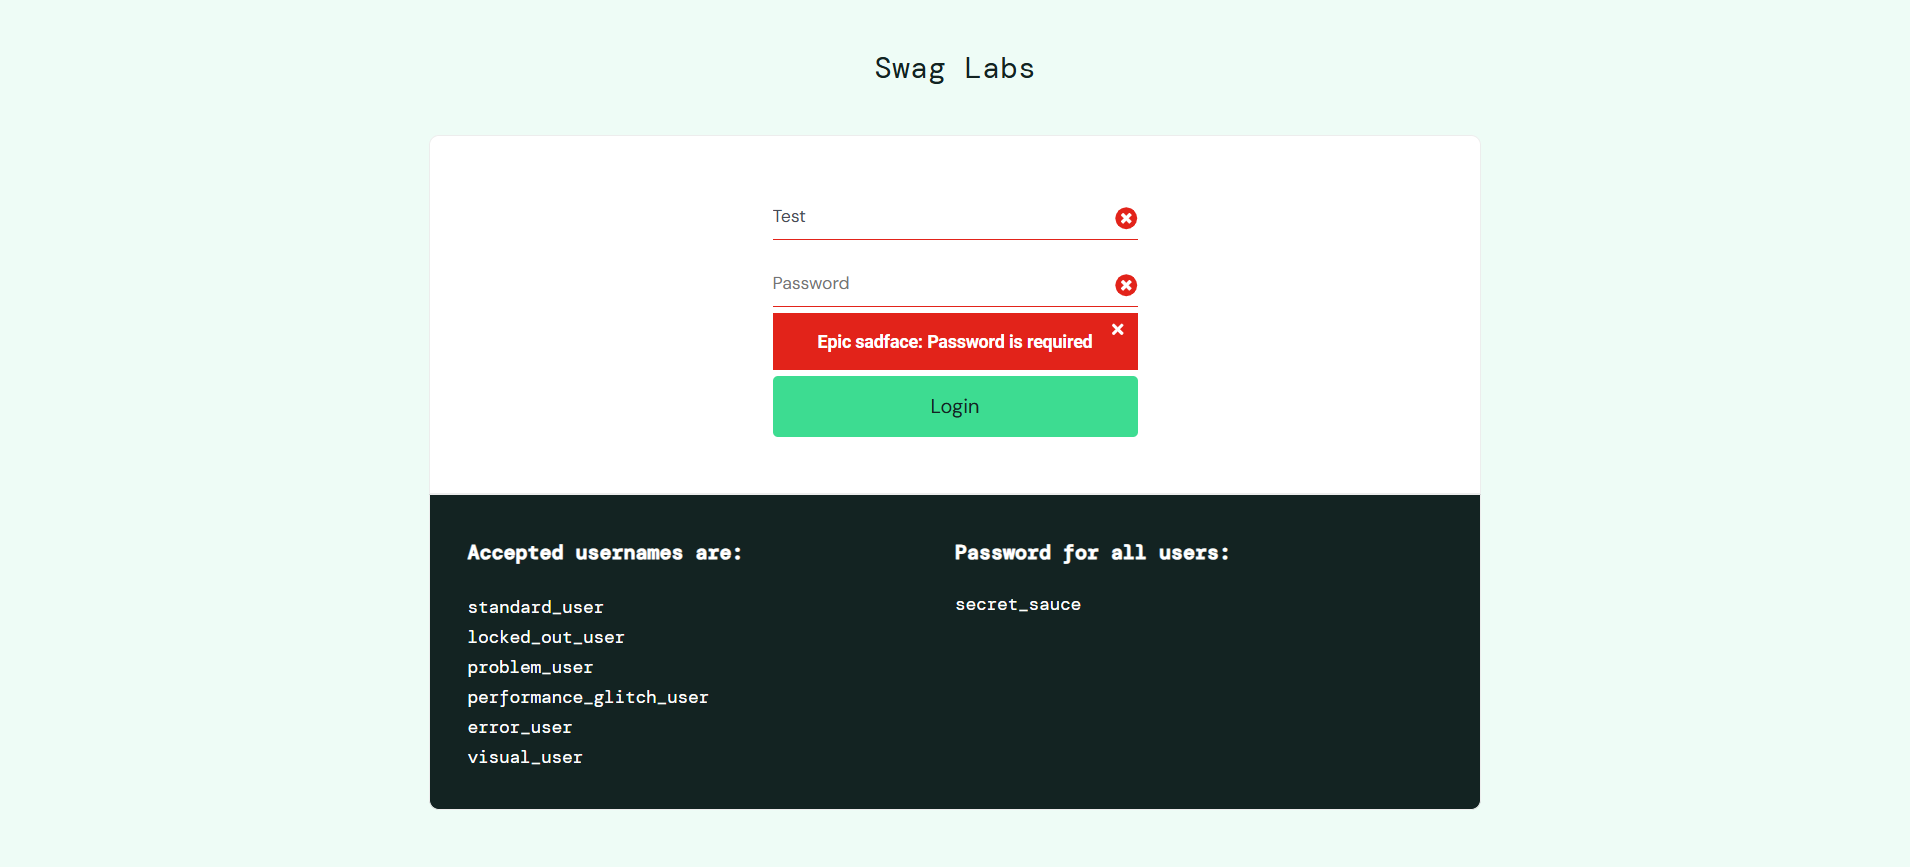 Swag Labs
Test
Password
Epic sadface: Password is required
Login
Accepted usernames are:
standard_user
locked_out_user
problem_user
performance_glitch_user
error_user
visual_user
Password for all users:
secret_sauce